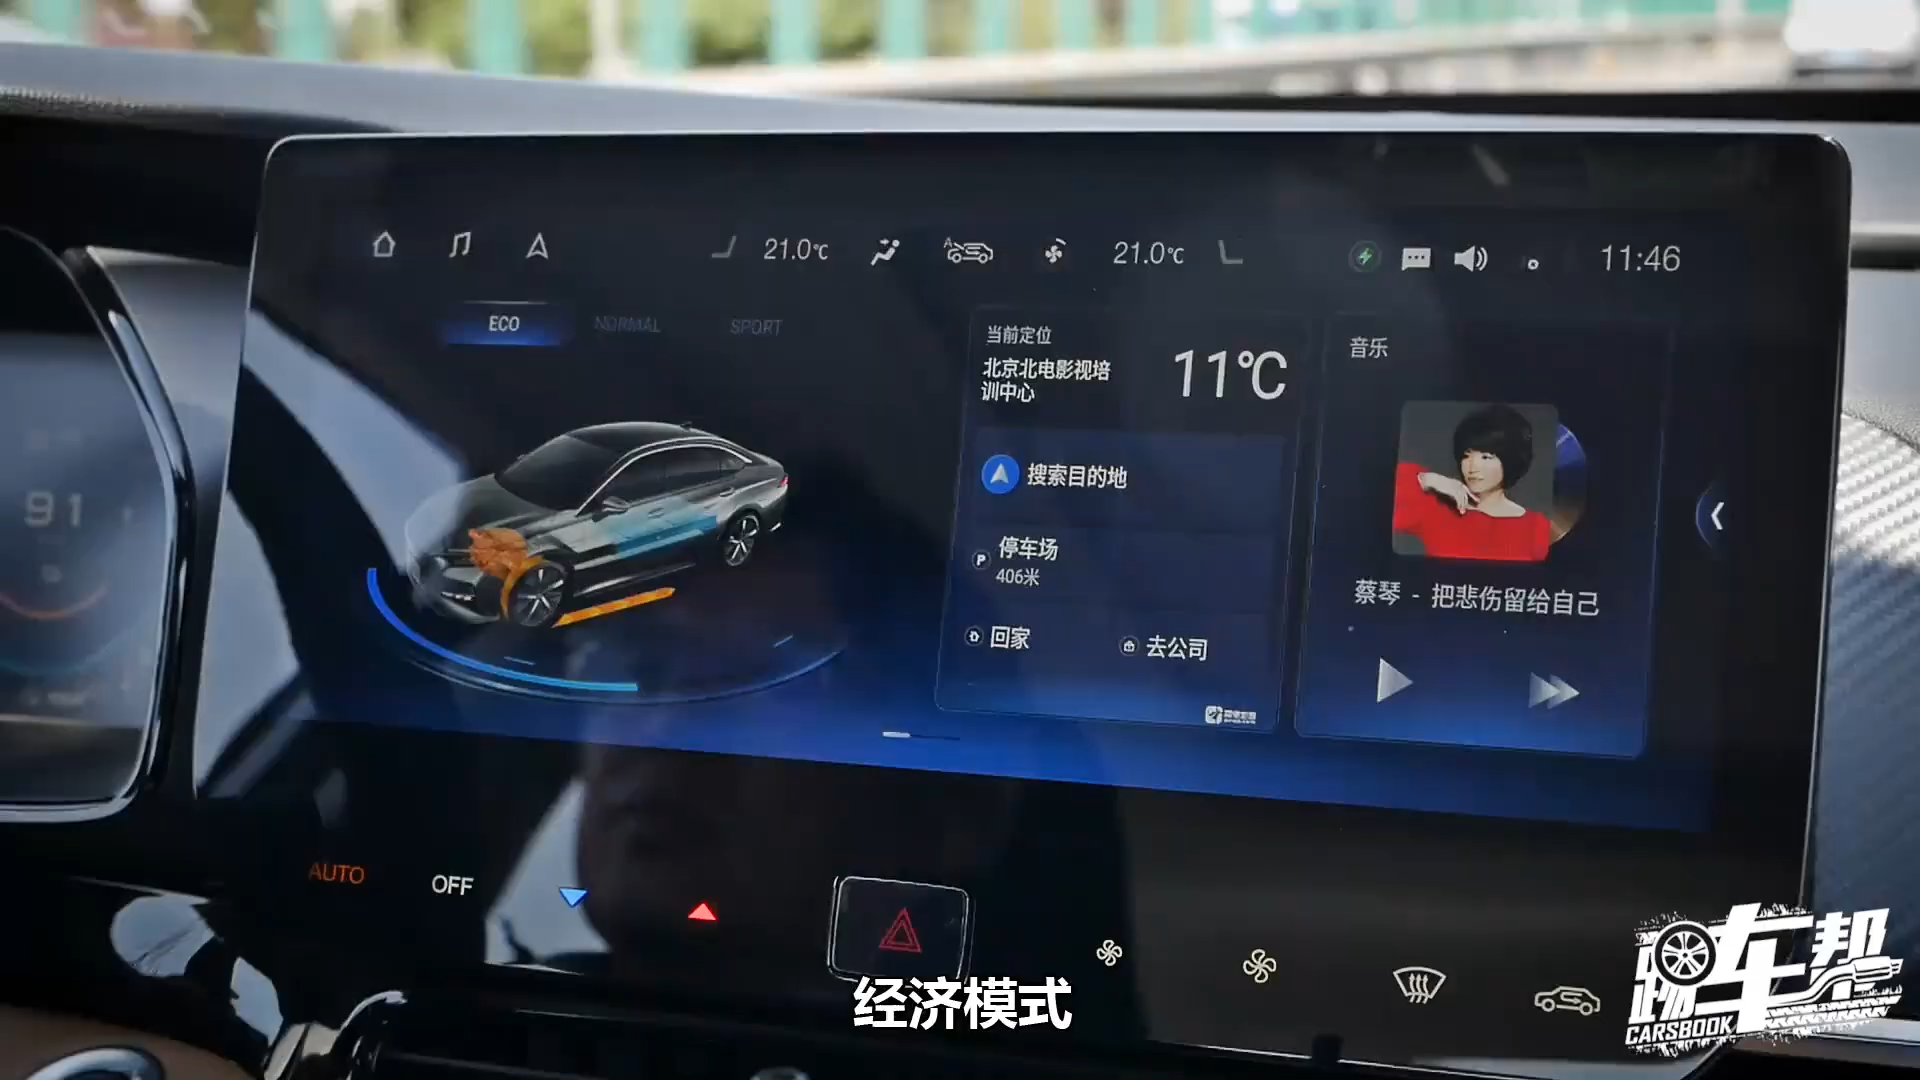 21.0℃
21.0℃
11:46
ECO
NORMAL
SPORT
当前定位
北京北电影视培
训中心
11℃
搜索目的地
P
停车场
406米
回家
去公司
音乐
蔡琴 - 把悲伤留给自己
91
AUTO
OFF
经济模式
踢车帮
CARSBOOK